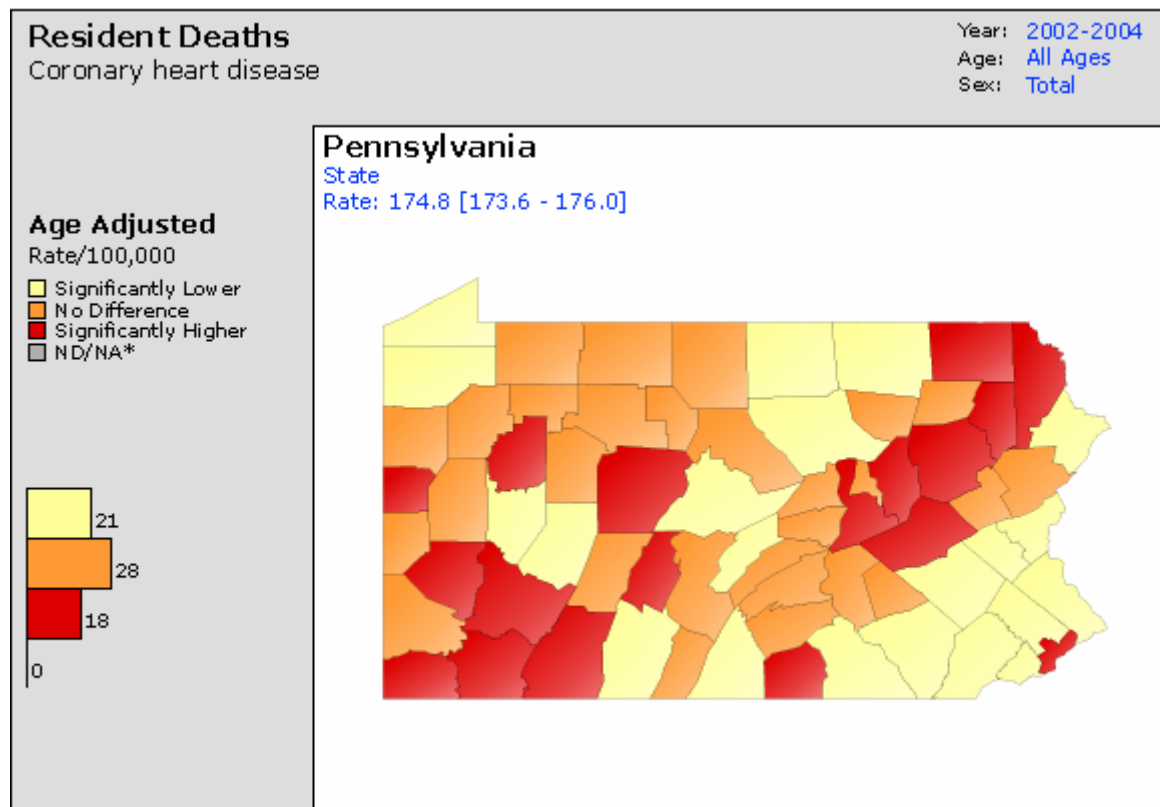 Resident Deaths
Coronary heart disease
Year: 2002-2004
Age: All Ages
Sex: Total
Pennsylvania
State
Rate: 174.8 [173.6 - 176.0]
Age Adjusted
Rate/100,000
Significantly Lower
No Difference
Significantly Higher
ND/NA*
21
28
18
0